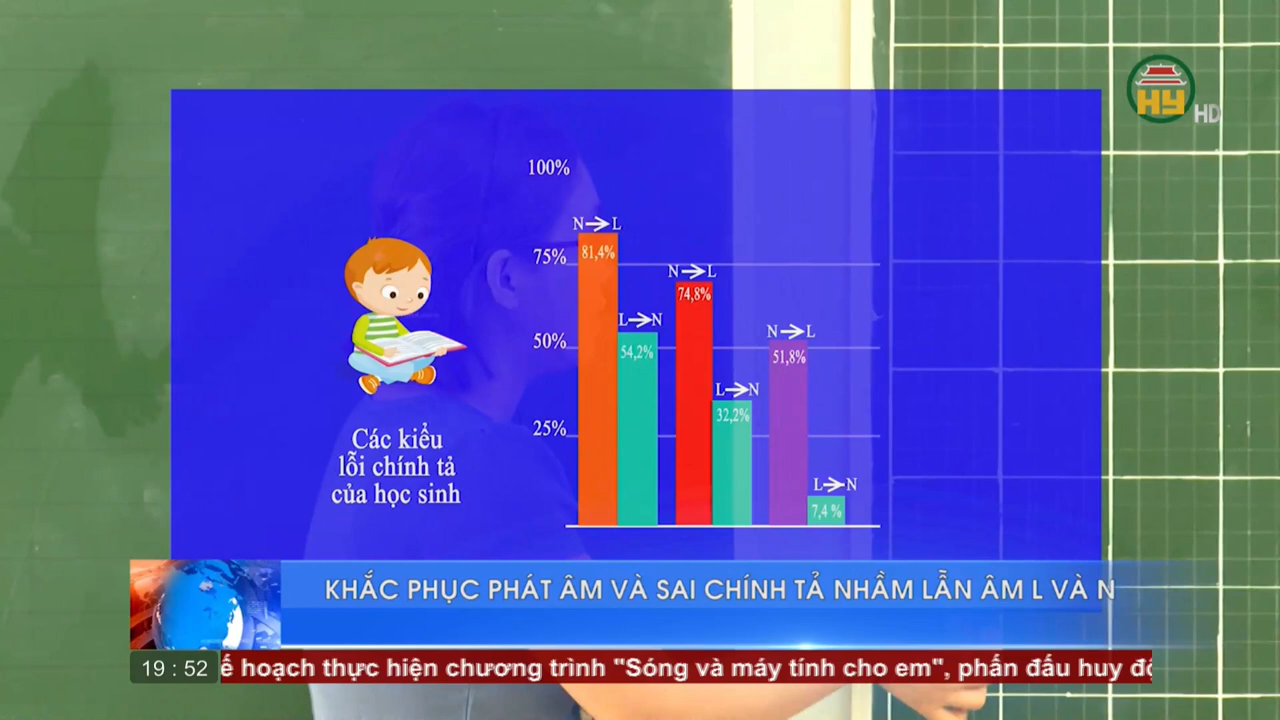 HY
HD
100%
75%
50%
25%
N→L
81,4%
L→N
54,2%
N→L
74,8%
L→N
32,2%
N→L
51,8%
L→N
7,4 %
Các kiểu
lỗi chính tả
của học sinh
KHẮC PHỤC PHÁT ÂM VÀ SAI CHÍNH TẢ NHẦM LẪN ÂM L VÀ N
19 : 52
hoạch thực hiện chương trình "Sóng và máy tính cho em", phấn đấu huy